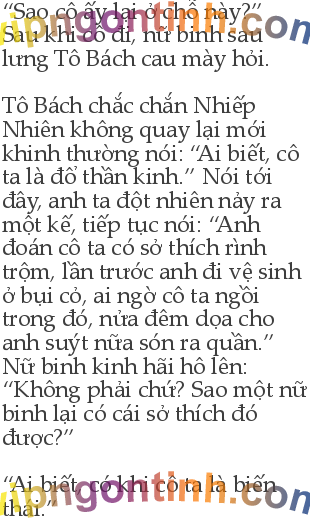 “Sao cô ấy lại ở chỗ này?”
Sau khi cô đi, nữ binh sau
lưng Tô Bách cau mày hỏi.
Tô Bách chắc chắn Nhiếp
Nhiên không quay lại mới
khinh thường nói: “Ai biết, cô
ta là đồ thần kinh.” Nói tới
đây, anh ta đột nhiên nảy ra
một kế, tiếp tục nói: “Anh
đoán cô ta có sở thích rình
trộm, lần trước anh đi vệ sinh
ở bụi cỏ, ai ngờ cô ta ngồi
trong đó, nửa đêm dọa cho
anh suýt nữa són ra quần.”
Nữ binh kinh hãi hô lên:
“Không phải chứ? Sao một nữ
binh lại có cái sở thích đó
được?”
“Ai biết, có khi cô ta là biến
thái.”
vipngontinh.com
vipngontinh.com